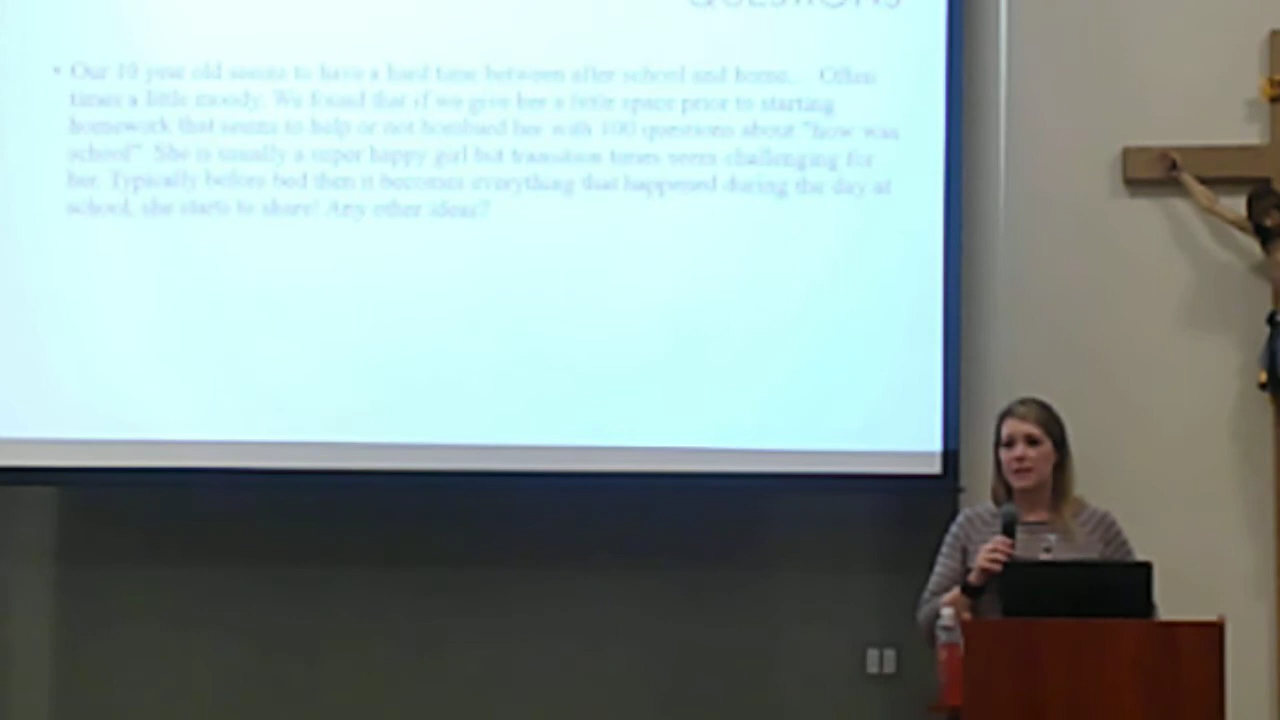 QUESTIONS
• Our 10 year old seems to have a hard time between after school and home... Often
times a little moody. We found that if we give her a little space prior to starting
homework that seems to help or not bombard her with 100 questions about "how was
school". She is usually a super happy girl but transition times seem challenging for
her. Typically before bed then it becomes everything that happened during the day at
school, she starts to share! Any other ideas?